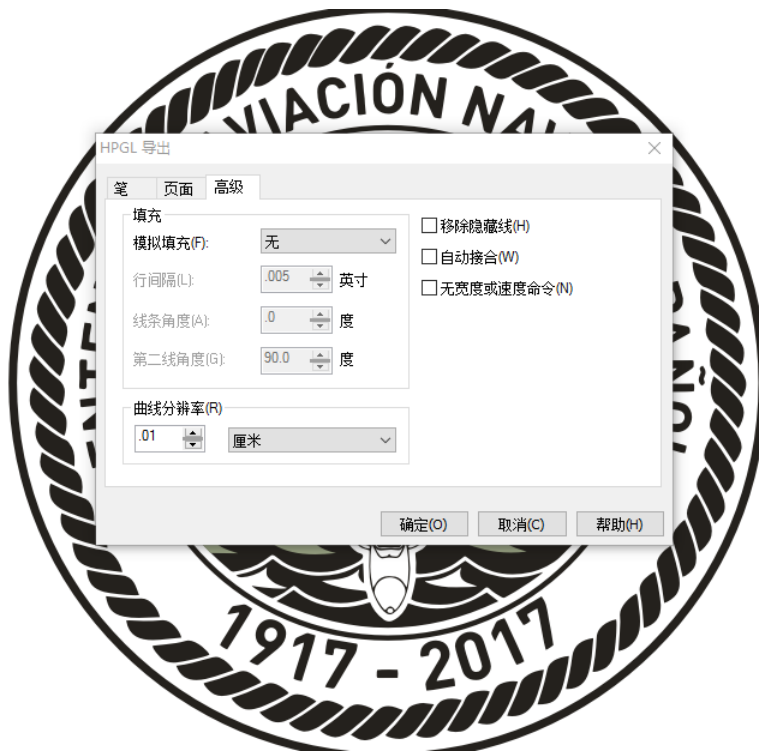 VIACIÓN NA
HPGL 导出
笔 页面 高级
填充
模拟填充(F): 无
行间隔(L): .005 英寸
线条角度(A): .0 度
第二线角度(G): 90.0 度
移除隐藏线(H)
自动接合(W)
无宽度或速度命令(N)
曲线分辨率(R)
.01 厘米
确定(O) 取消(C) 帮助(H)
ENTEN
PAÑOL
1917 - 2017